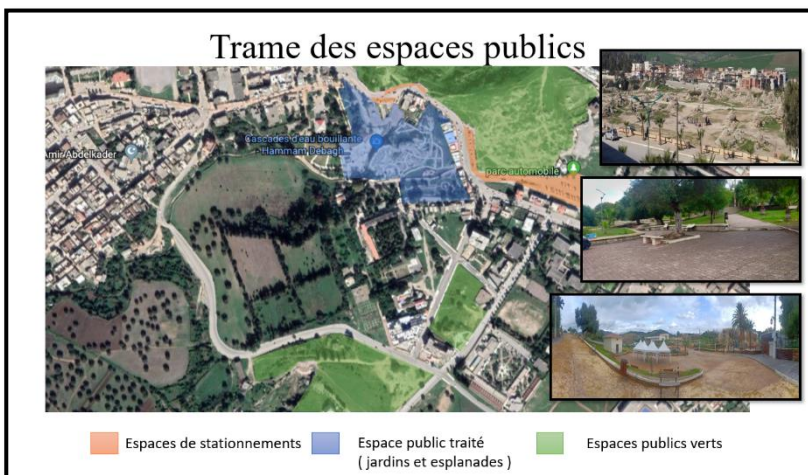 Trame des espaces publics
Amir Abdelkader
Cascades d'eau bouillante
- Hammam Debagh...
parc automobile
Espaces de stationnements
Espace public traité
( jardins et esplanades )
Espaces publics verts